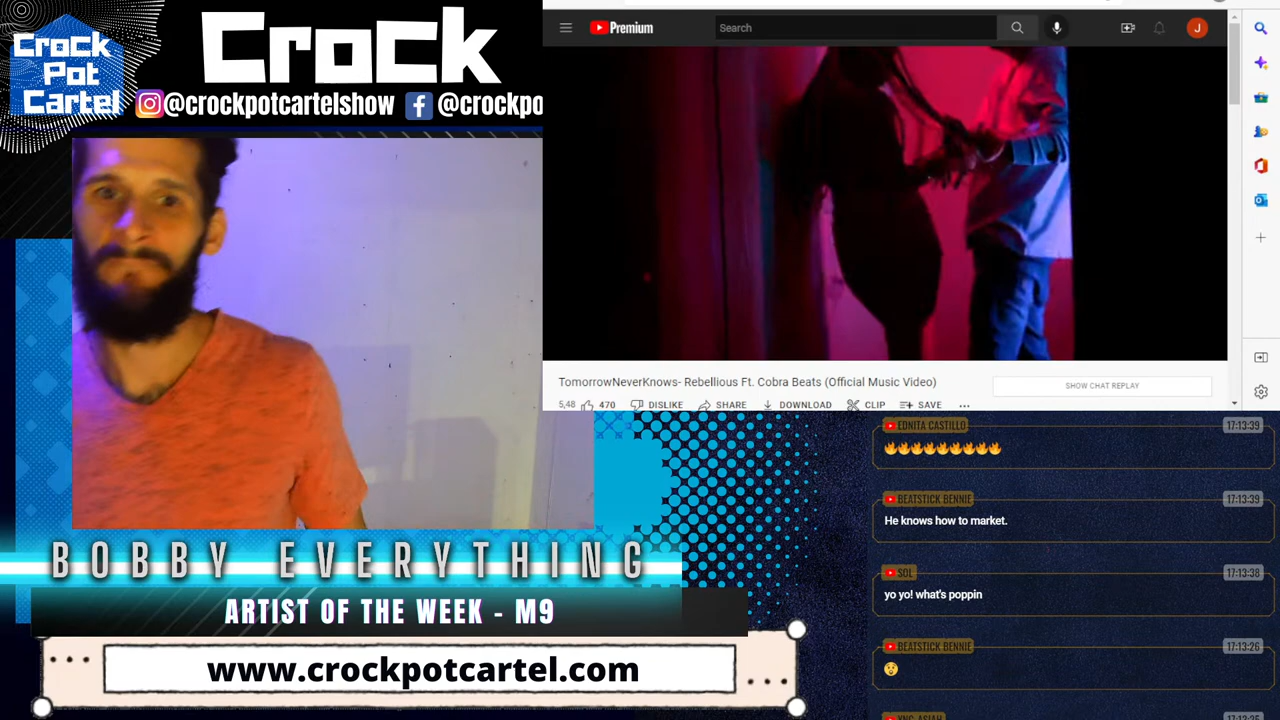 Crock
Pot
Cartel
Crock
@crockpotcartelshow @crockpo
Premium
Search
J
TomorrowNeverKnows- Rebellious Ft. Cobra Beats (Official Music Video)
SHOW CHAT REPLAY
5,48 470 DISLIKE SHARE DOWNLOAD CLIP SAVE ...
EDNITA CASTILLO 17:13:39
🔥🔥🔥🔥🔥🔥🔥🔥🔥
BEATSTICK BENNIE 17:13:39
He knows how to market.
SOL 17:13:38
yo yo! what's poppin
BEATSTICK BENNIE 17:13:26
😲
BOBBY EVERYTHING
ARTIST OF THE WEEK - M9
www.crockpotcartel.com